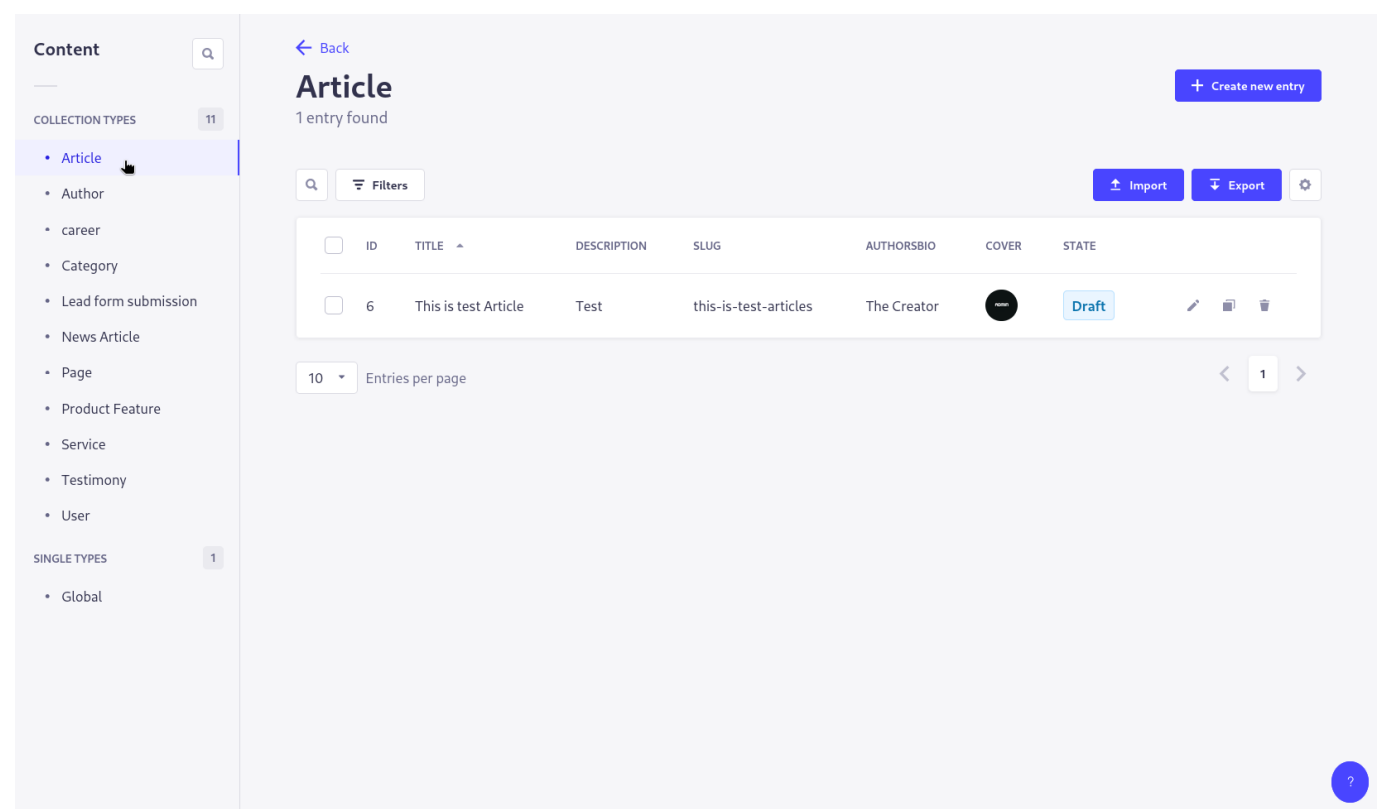 Content
COLLECTION TYPES 11
Article
Author
career
Category
Lead form submission
News Article
Page
Product Feature
Service
Testimony
User
SINGLE TYPES 1
Global
Back
Article
1 entry found
Create new entry
Filters
Import
Export
ID TITLE DESCRIPTION SLUG AUTHORSBIO COVER STATE
6 This is test Article Test this-is-test-articles The Creator Draft
10 Entries per page
1
?